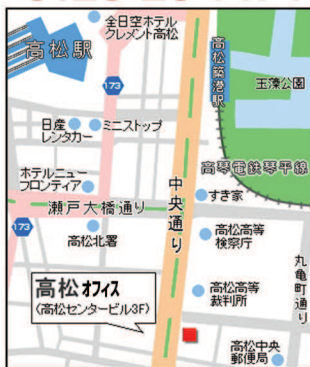 全日空ホテル
クレメント高松
高松駅
高松築港駅
玉藻公園
173
日産
レンタカー
ミニストップ
ホテルニュー
フロンティア
高琴電鉄琴平線
中央通り
すき家
瀬戸大橋通り
173
高松北署
高松高等
検察庁
丸亀町通り
高松オフィス
(高松センタービル3F)
高松高等
裁判所
高松中央
郵便局